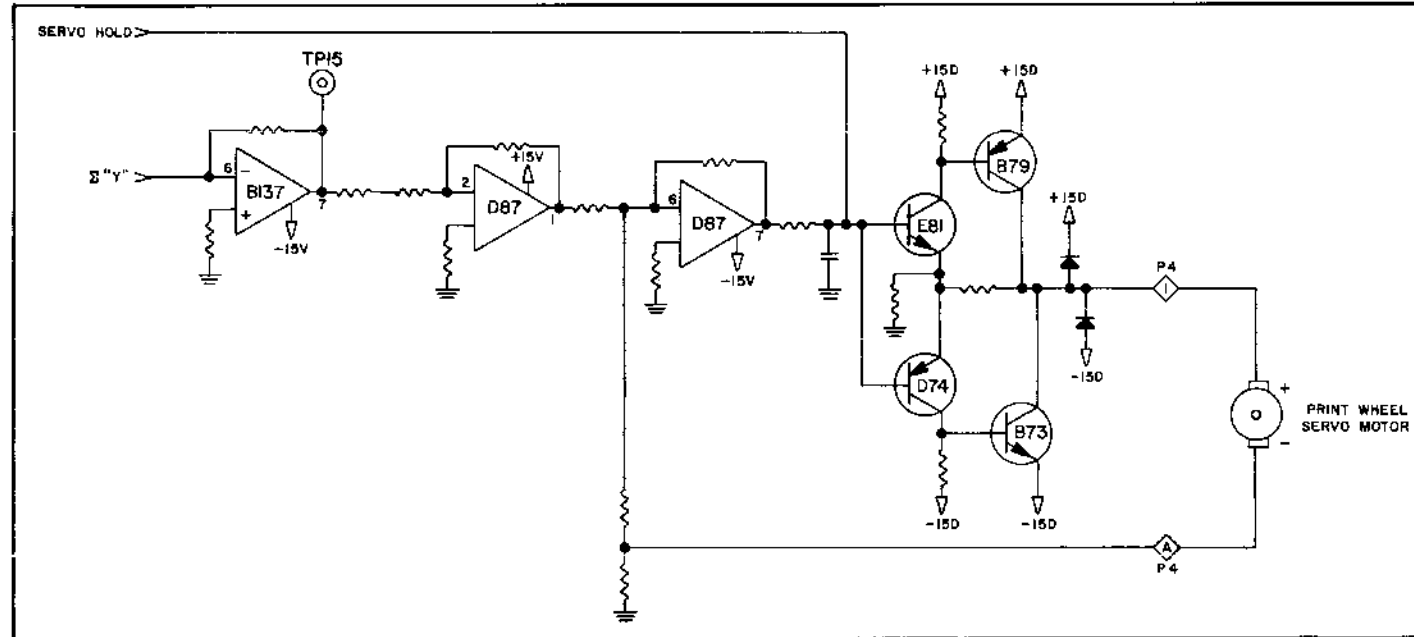 SERVO HOLD
TP15
+15D
+15D
Σ "Y"
6
−
B137
+
7
−15V
2
+15V
D87
1
6
D87
7
−15V
B79
E81
+15D
P4
1
−15D
D74
B73
+
PRINT WHEEL
SERVO MOTOR
−
−15D
−15D
A
P4